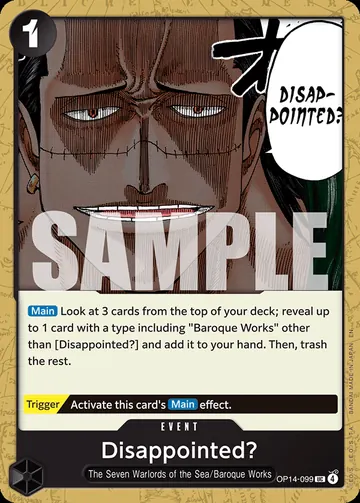 1
DISAP-
POINTED?
SAMPLE
Main Look at 3 cards from the top of your deck; reveal
up to 1 card with a type including "Baroque Works" other
than [Disappointed?] and add it to your hand. Then, trash
the rest.
Trigger Activate this card's Main effect.
EVENT
Disappointed?
The Seven Warlords of the Sea/Baroque Works
OP14-099 UC 4